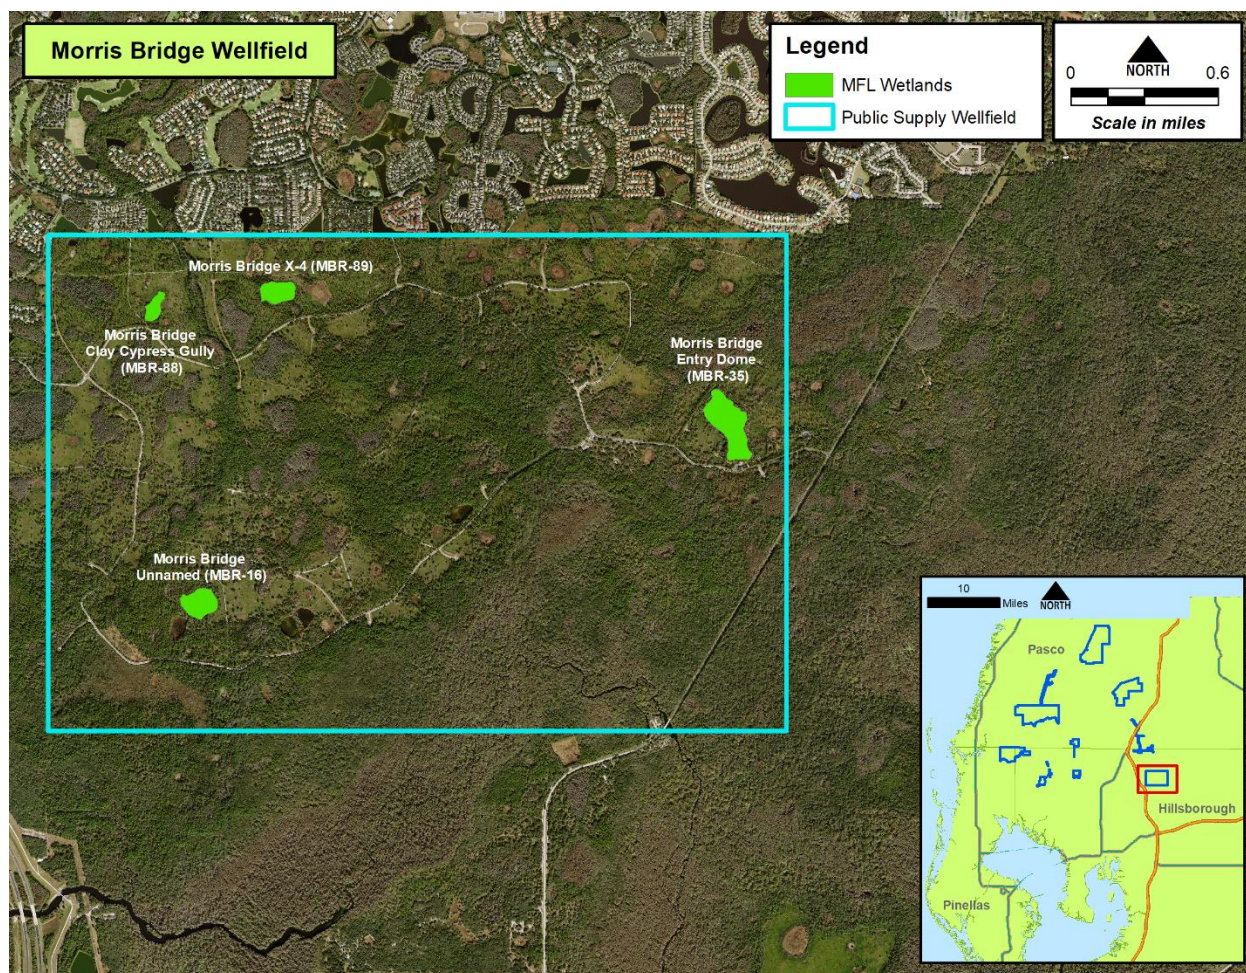 Morris Bridge Wellfield
Legend
MFL Wetlands
Public Supply Wellfield
NORTH
0 0.6
Scale in miles
Morris Bridge X-4 (MBR-89)
Morris Bridge
Clay Cypress Gully
(MBR-88)
Morris Bridge
Entry Dome
(MBR-35)
Morris Bridge
Unnamed (MBR-16)
10
Miles
NORTH
Pasco
Hillsborough
Pinellas